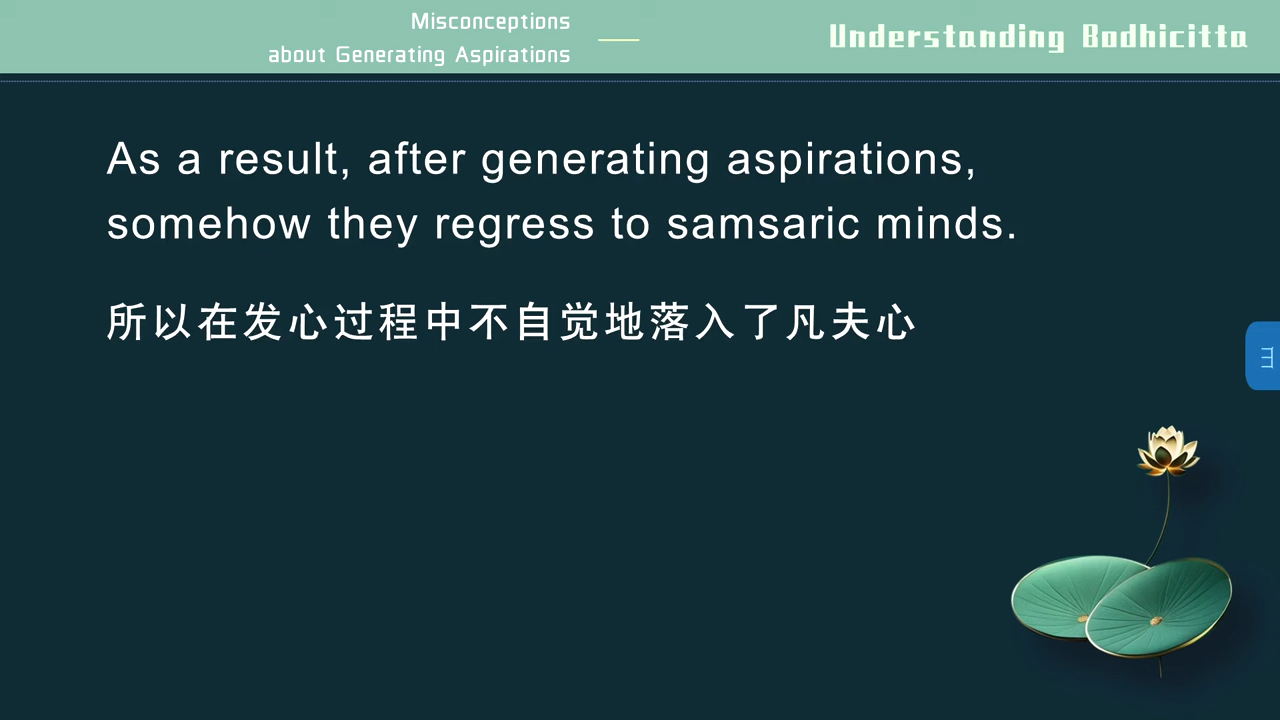 Misconceptions
about Generating Aspirations
Understanding Bodhicitta
As a result, after generating aspirations,
somehow they regress to samsaric minds.
所以在发心过程中不自觉地落入了凡夫心